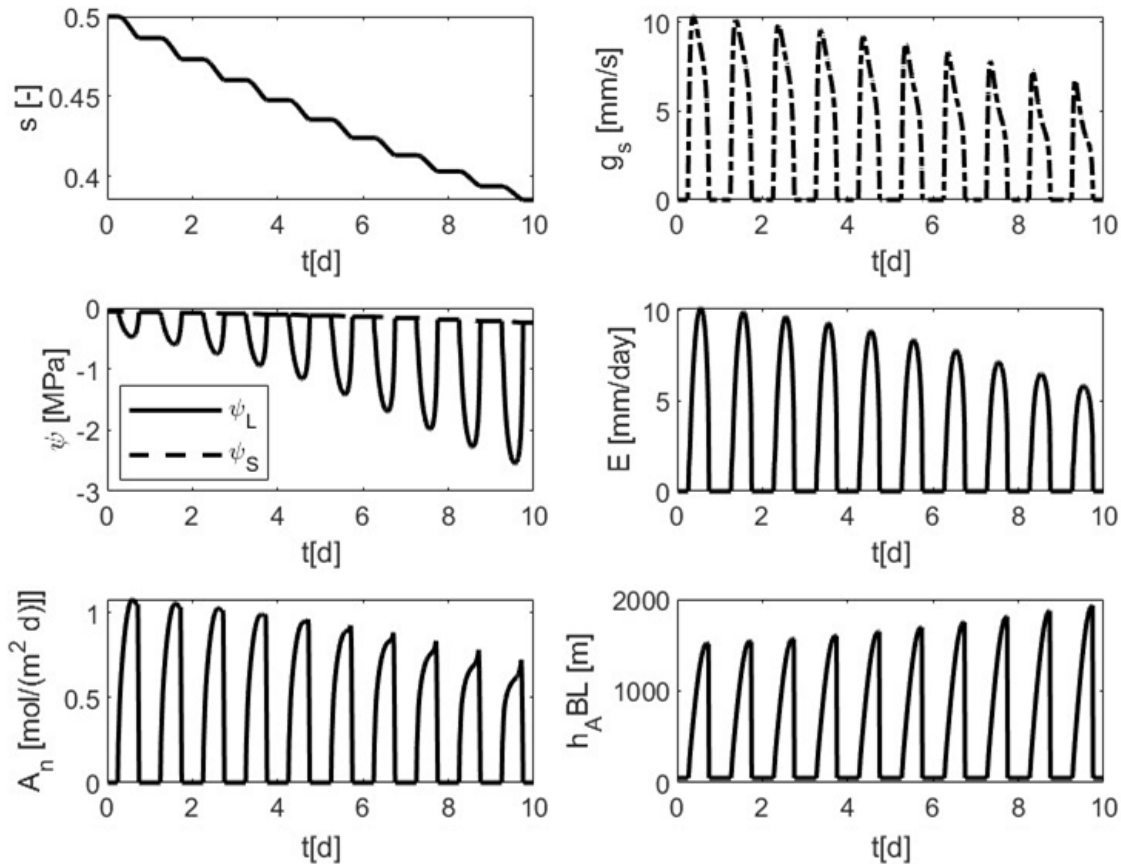 0.5
0.45
0.4
s [-]
0 2 4 6 8 10
t[d]
10
5
0
g_s [mm/s]
0 2 4 6 8 10
t[d]
0
-1
-2
-3
ψ [MPa]
ψ_L
ψ_S
0 2 4 6 8 10
t[d]
10
5
0
E [mm/day]
0 2 4 6 8 10
t[d]
1
0.5
0
A_n [mol/(m² d)]]
0 2 4 6 8 10
t[d]
2000
1000
0
h_ABL [m]
0 2 4 6 8 10
t[d]